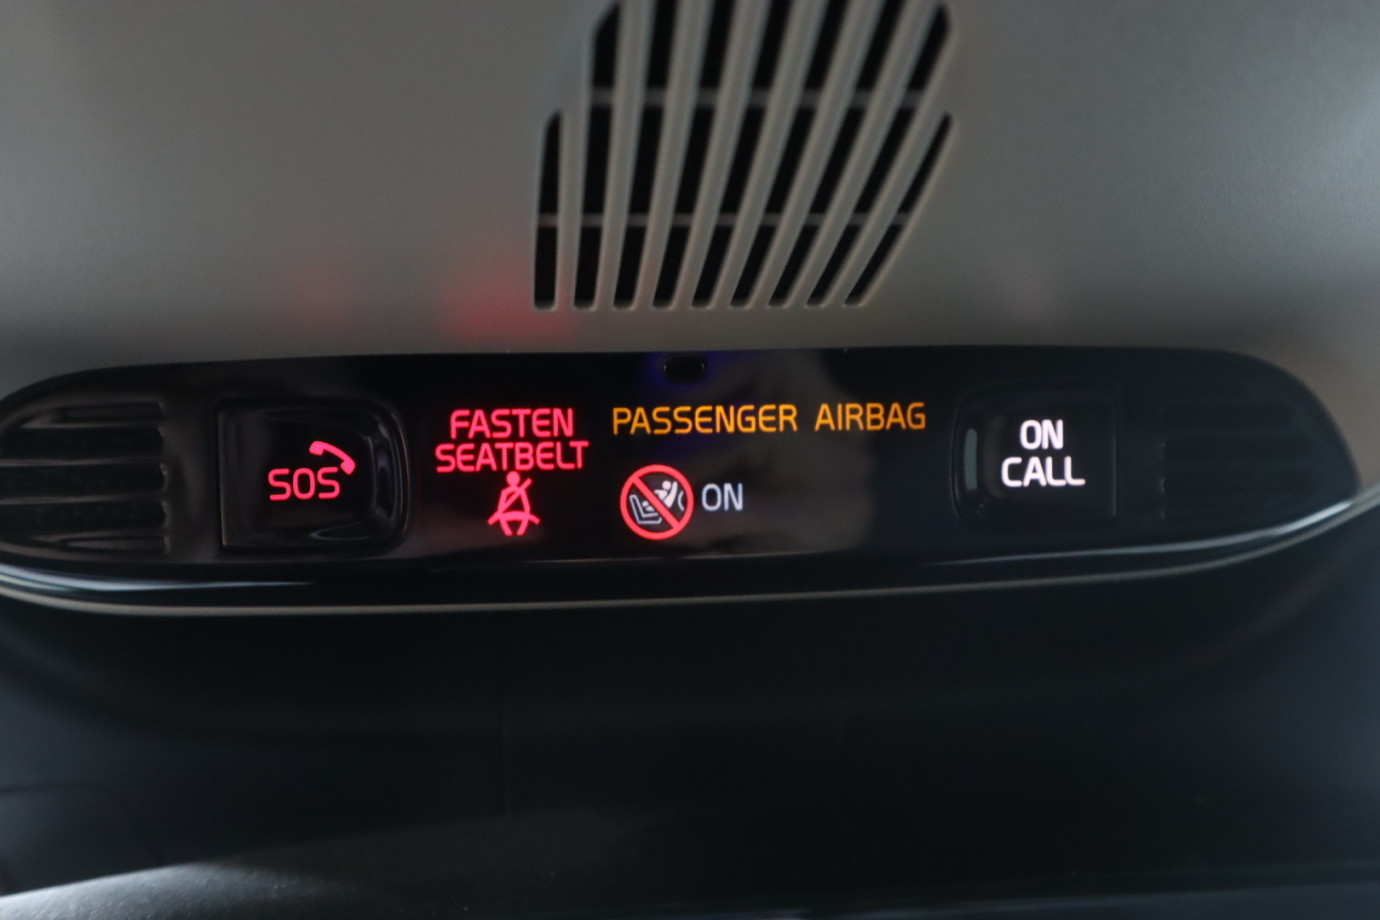 SOS
FASTEN
SEATBELT
PASSENGER AIRBAG
ON
ON
CALL